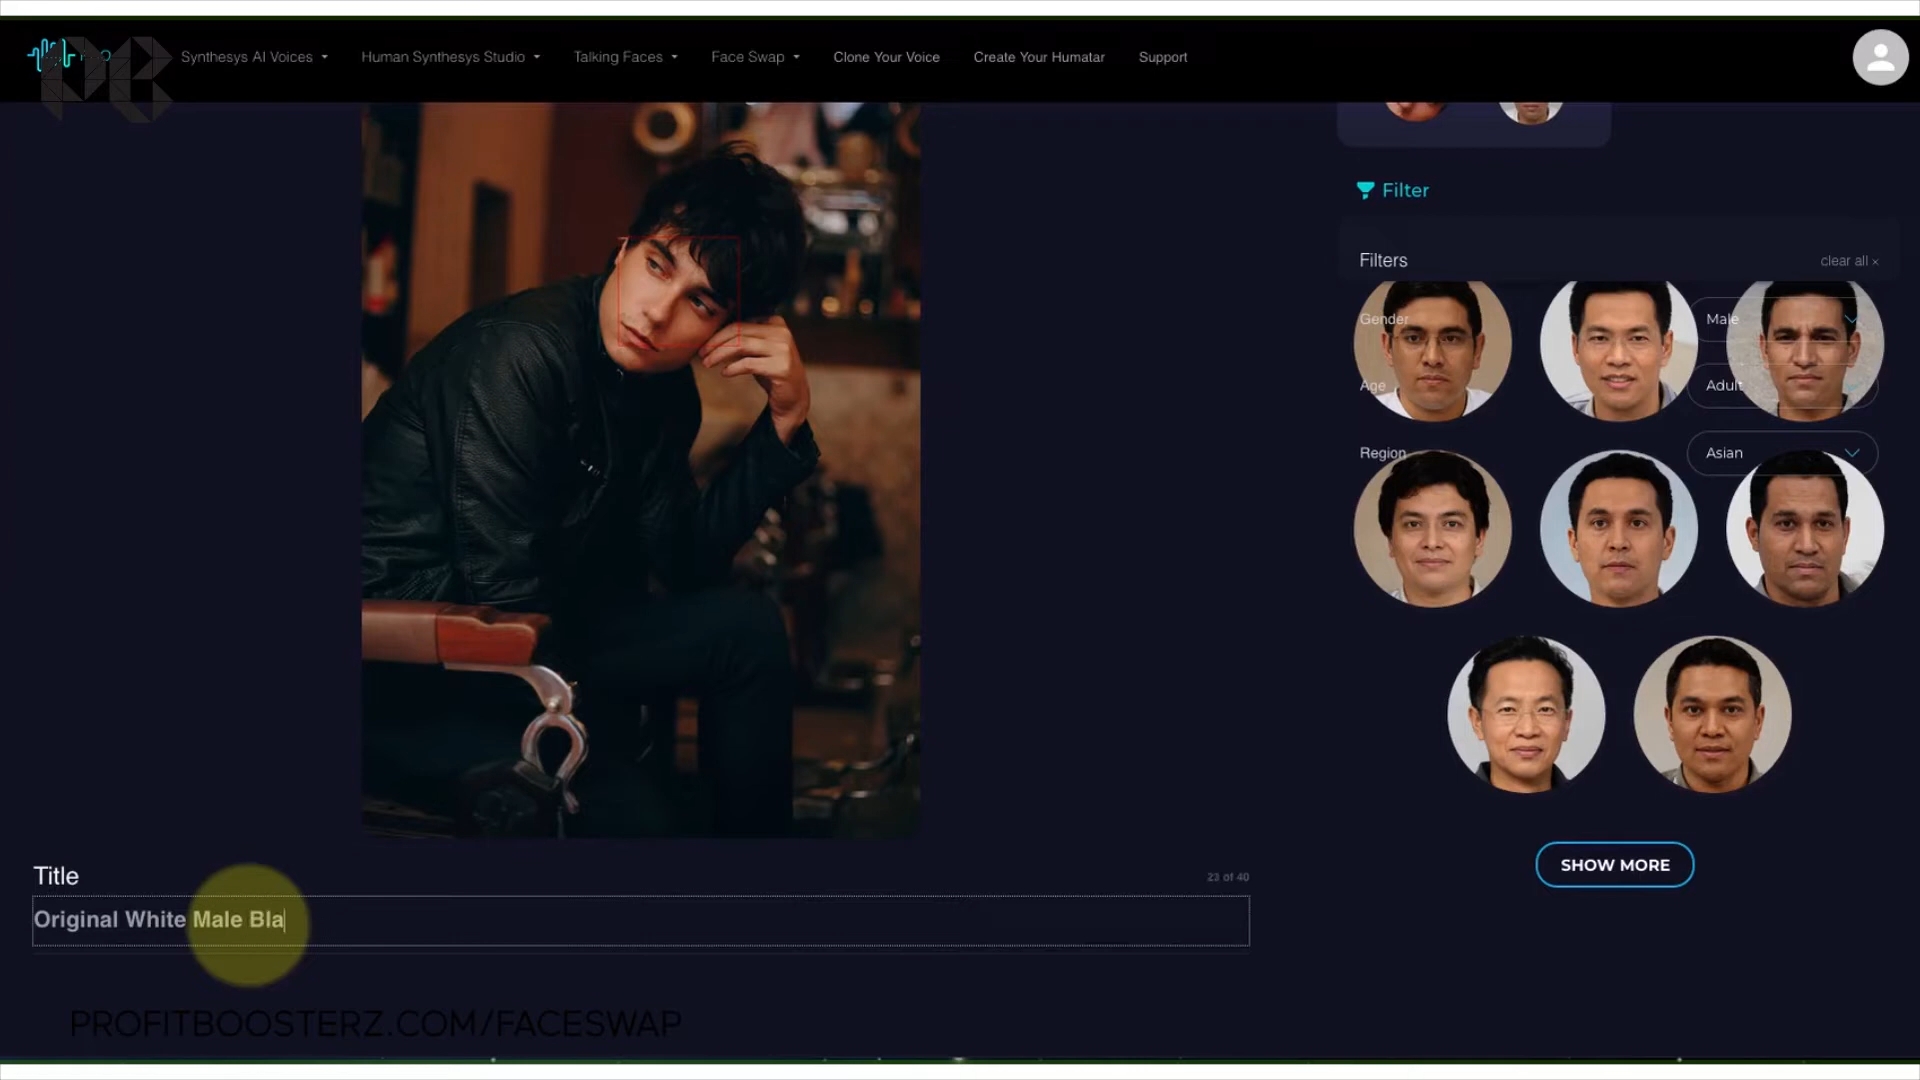 Synthesys AI Voices
Human Synthesys Studio
Talking Faces
Face Swap
Clone Your Voice
Create Your Humatar
Support
Filter
Filters
clear all ×
Gender
Male
Age
Adult
Region
Asian
SHOW MORE
Title
23 of 40
Original White Male Bla
PROFITBOOSTERZ.COM/FACESWAP